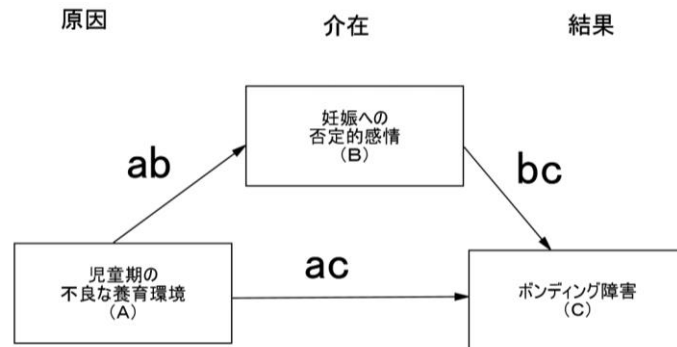 原因
介在
結果
妊娠への
否定的感情
(B)
ab
bc
児童期の
不良な養育環境
(A)
ac
ボンディング障害
(C)